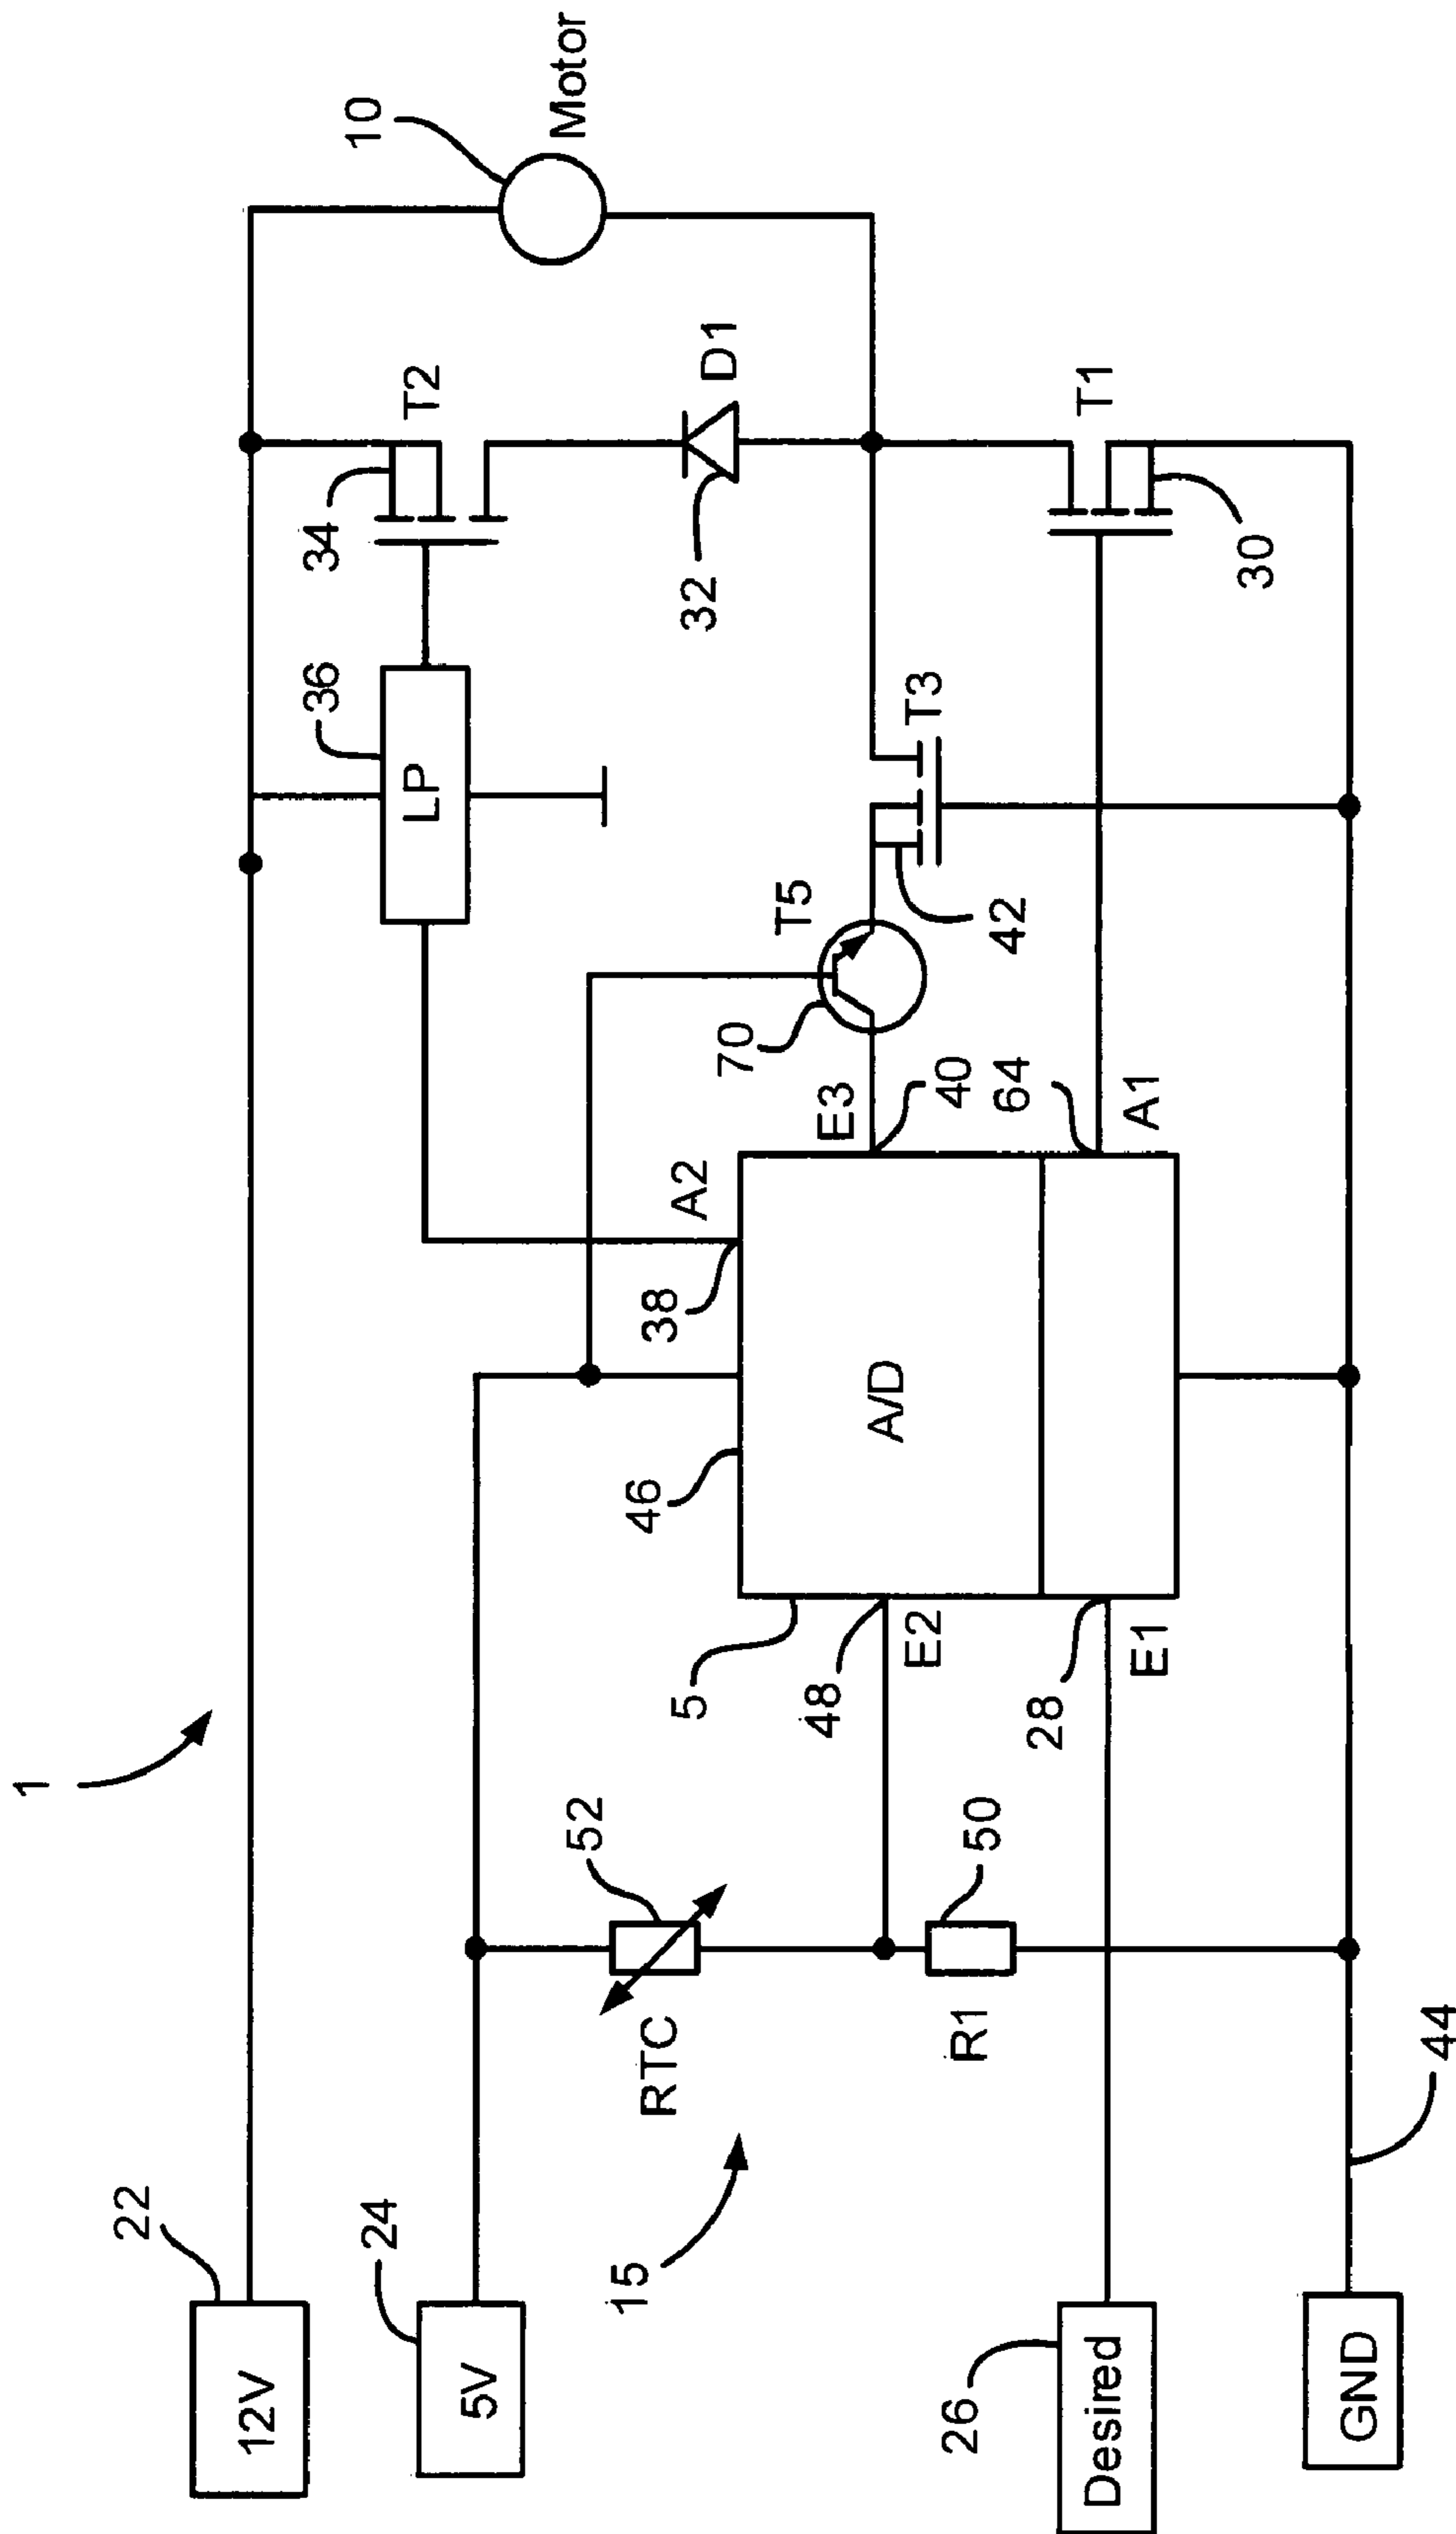 1
22
12V
24
5V
15
26
Desired
GND
44
RTC
52
R1
50
5
46
48
E2
28
E1
A/D
A2
38
E3
40
64
A1
70
T5
42
T3
36
LP
34
T2
32
D1
T1
30
10
Motor